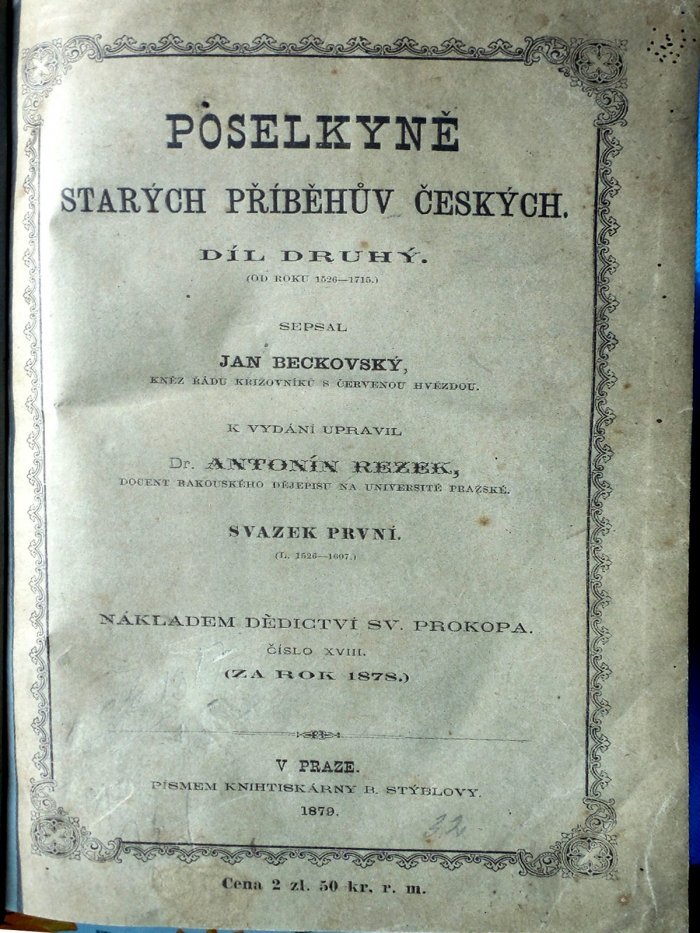 POSELKYNĚ
STARÝCH PŘÍBĚHŮV ČESKÝCH.
DÍL DRUHÝ.
(OD ROKU 1526—1715.)
SEPSAL
JAN BECKOVSKÝ,
KNĚZ ŘÁDU KŘIŽOVNÍKŮ S ČERVENOU HVĚZDOU.
K VYDÁNÍ UPRAVIL
Dr. ANTONÍN REZEK,
DOCENT RAKOUSKÉHO DĚJEPISU NA UNIVERSITĚ PRAŽSKÉ.
SVAZEK PRVNÍ.
(L. 1526—1607.)
NÁKLADEM DĚDICTVÍ SV. PROKOPA.
ČÍSLO XVIII.
(ZA ROK 1878.)
V PRAZE.
PÍSMEM KNIHTISKÁRNY B. STÝBLOVY.
1879.
32
Cena 2 zl. 50 kr. r. m.